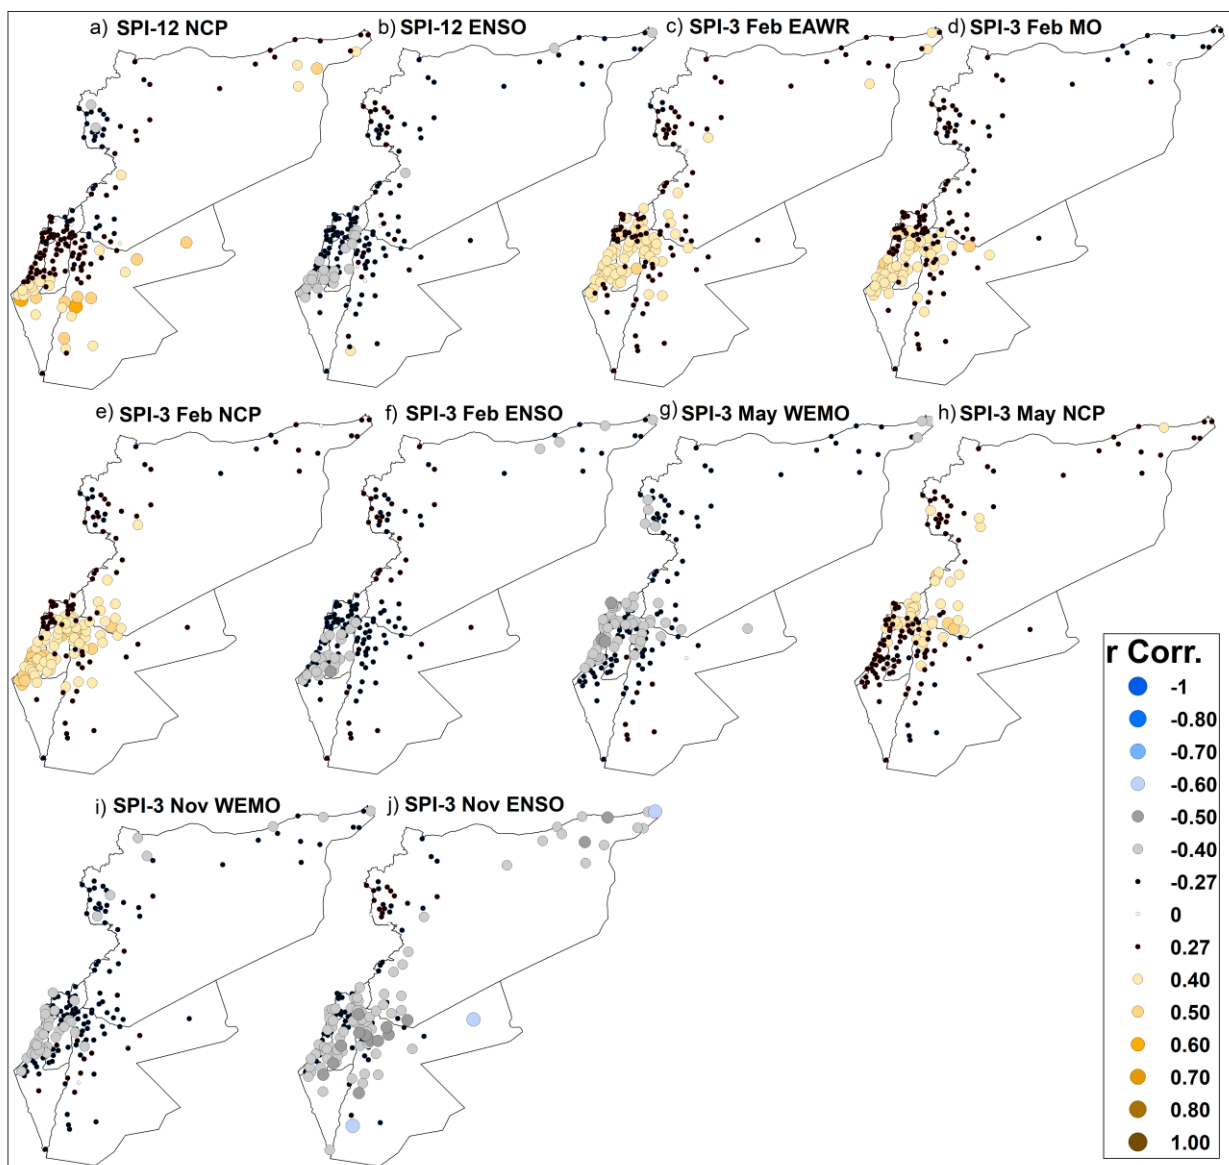 a) SPI-12 NCP
b) SPI-12 ENSO
c) SPI-3 Feb EAWR
d) SPI-3 Feb MO
e) SPI-3 Feb NCP
f) SPI-3 Feb ENSO
g) SPI-3 May WEMO
h) SPI-3 May NCP
i) SPI-3 Nov WEMO
j) SPI-3 Nov ENSO
r Corr.
-1
-0.80
-0.70
-0.60
-0.50
-0.40
-0.27
0
0.27
0.40
0.50
0.60
0.70
0.80
1.00